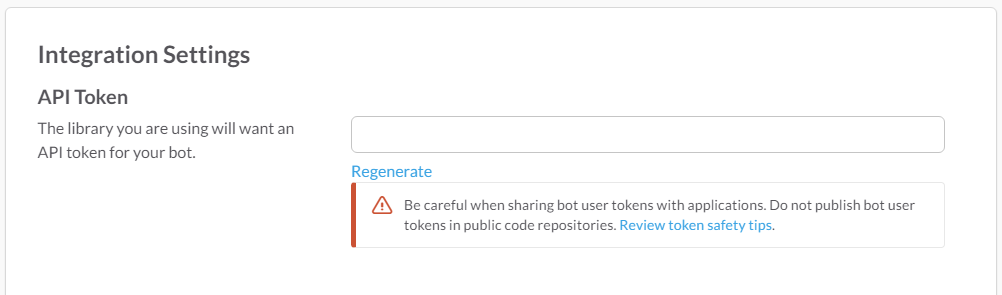 Integration Settings
API Token
The library you are using will want an
API token for your bot.
Regenerate
Be careful when sharing bot user tokens with applications. Do not publish bot user
tokens in public code repositories. Review token safety tips.